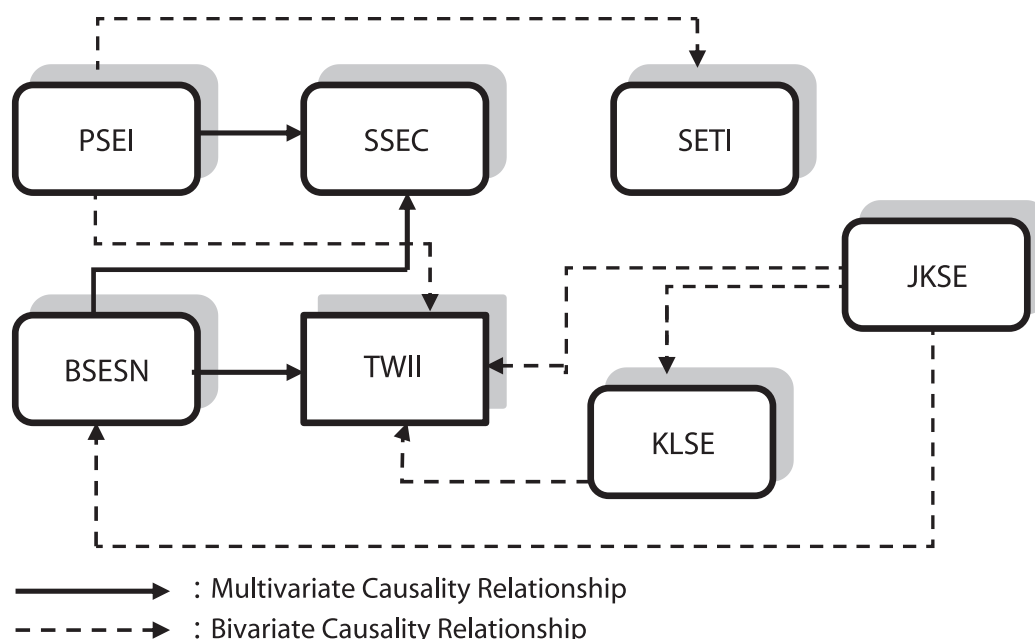 PSEI
SSEC
SETI
JKSE
BSESN
TWII
KLSE
: Multivariate Causality Relationship
: Bivariate Causality Relationship